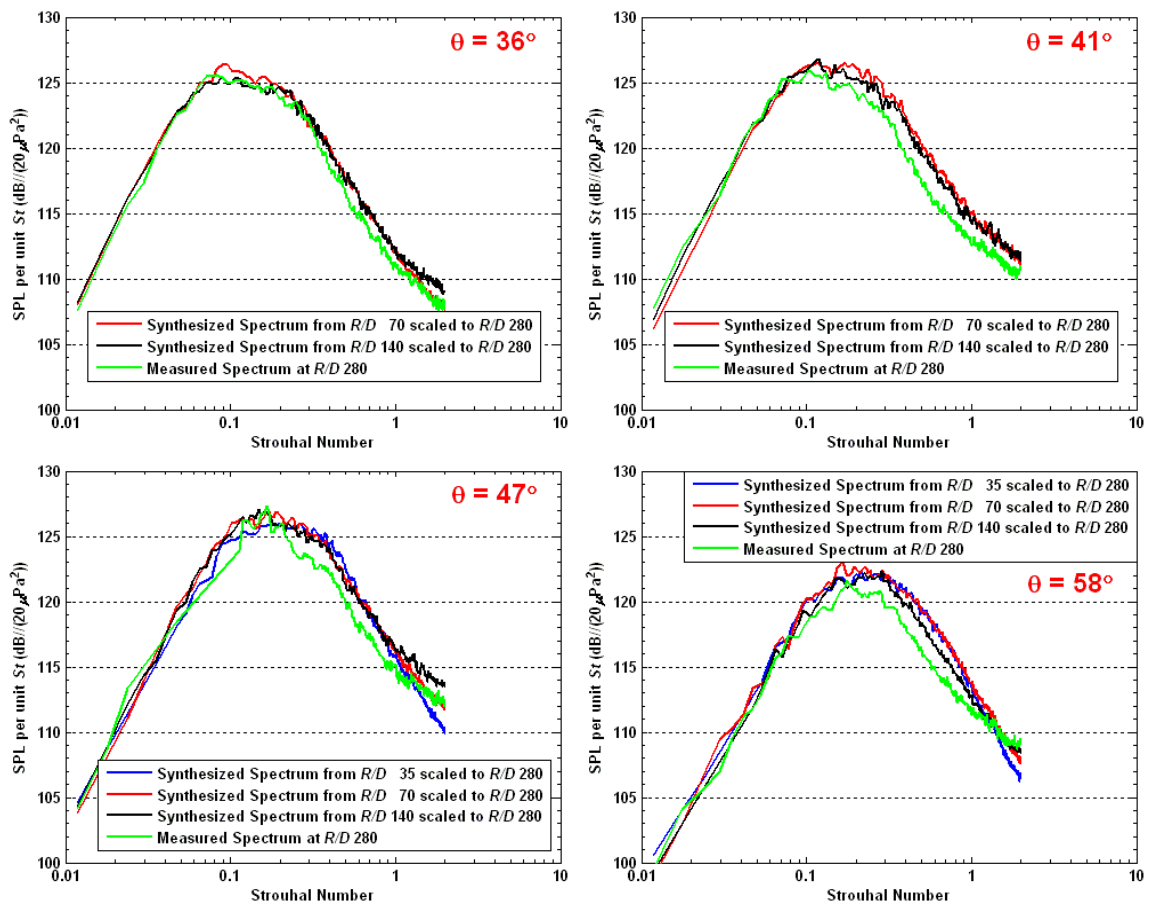 θ = 36°
SPL per unit St (dB//(20µPa²)
130
125
120
115
110
105
100
Synthesized Spectrum from R/D 70 scaled to R/D 280
Synthesized Spectrum from R/D 140 scaled to R/D 280
Measured Spectrum at R/D 280
0.01 0.1 1 10
Strouhal Number
θ = 41°
SPL per unit St (dB//(20µPa²)
130
125
120
115
110
105
100
Synthesized Spectrum from R/D 70 scaled to R/D 280
Synthesized Spectrum from R/D 140 scaled to R/D 280
Measured Spectrum at R/D 280
0.01 0.1 1 10
Strouhal Number
θ = 47°
SPL per unit St (dB//(20µPa²)
130
125
120
115
110
105
100
Synthesized Spectrum from R/D 35 scaled to R/D 280
Synthesized Spectrum from R/D 70 scaled to R/D 280
Synthesized Spectrum from R/D 140 scaled to R/D 280
Measured Spectrum at R/D 280
0.01 0.1 1 10
Strouhal Number
Synthesized Spectrum from R/D 35 scaled to R/D 280
Synthesized Spectrum from R/D 70 scaled to R/D 280
Synthesized Spectrum from R/D 140 scaled to R/D 280
Measured Spectrum at R/D 280
θ = 58°
SPL per unit St (dB//(20µPa²)
130
125
120
115
110
105
100
0.01 0.1 1 10
Strouhal Number